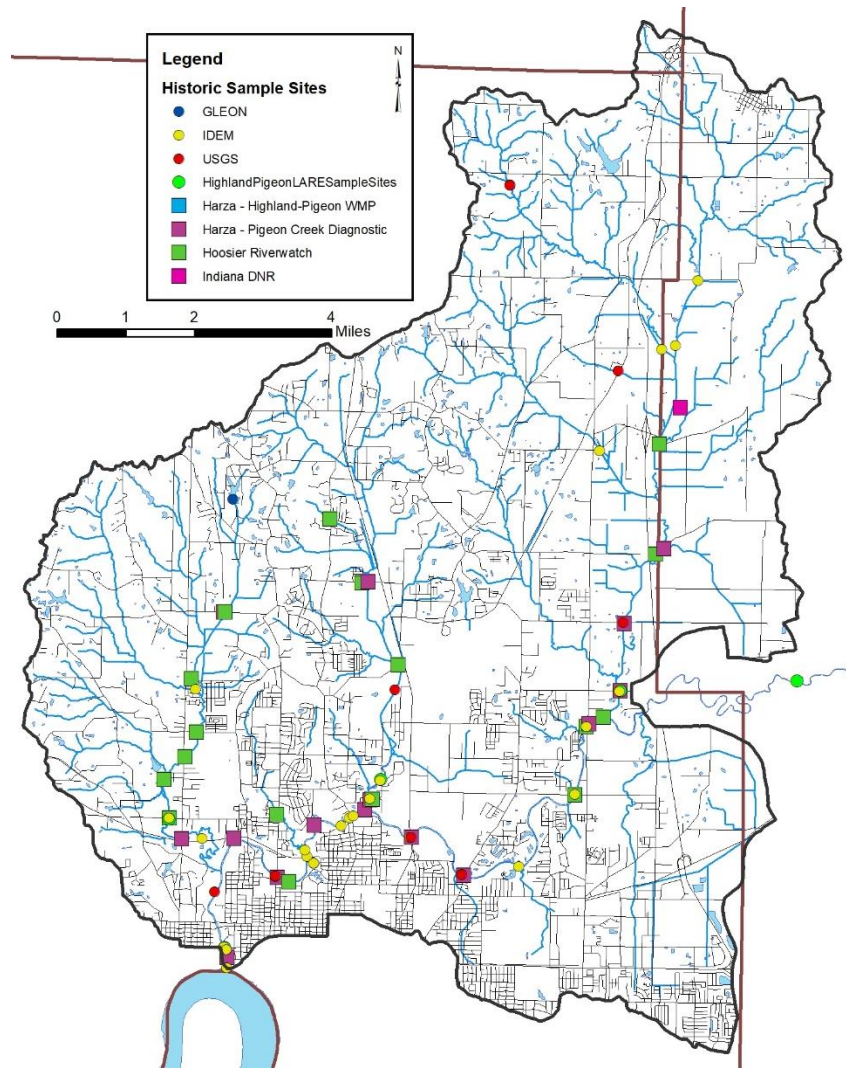 Legend
N
Historic Sample Sites
GLEON
IDEM
USGS
HighlandPigeonLARESampleSites
Harza - Highland-Pigeon WMP
Harza - Pigeon Creek Diagnostic
Hoosier Riverwatch
Indiana DNR
0 1 2 4
Miles